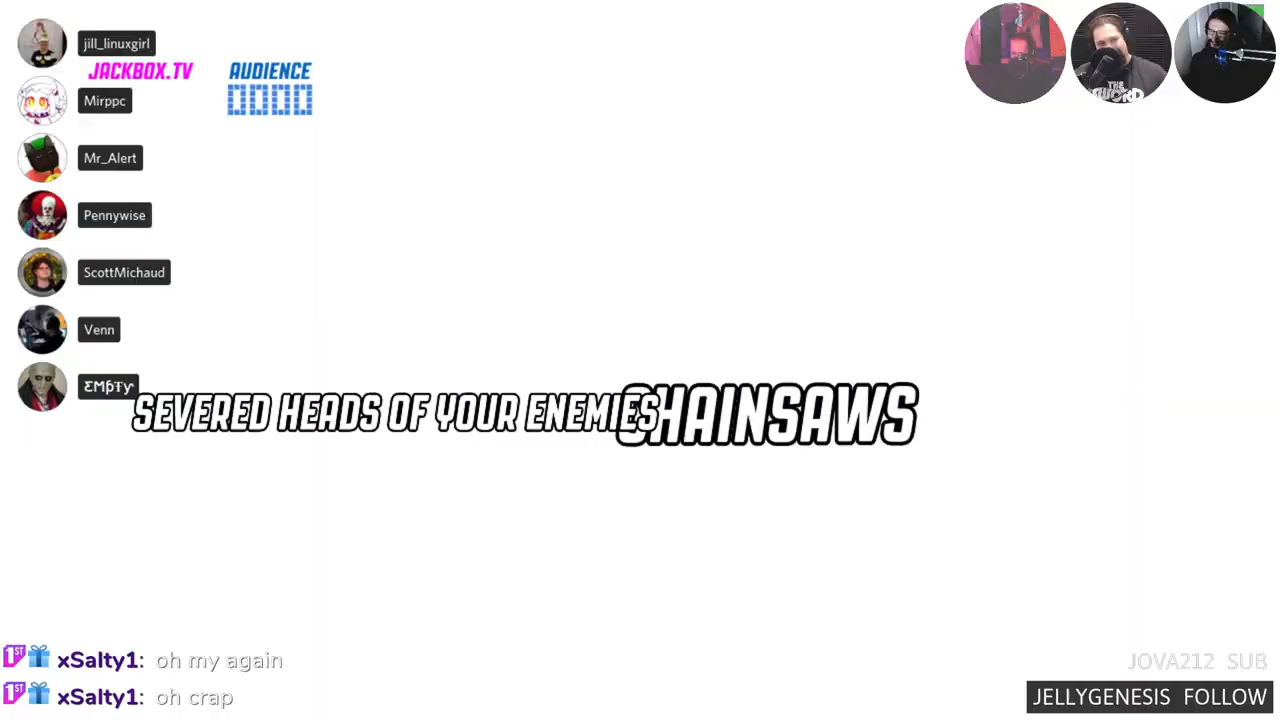 jill_linuxgirl
JACKBOX.TV
AUDIENCE
0000
Mirppc
Mr_Alert
Pennywise
ScottMichaud
Venn
SEVERED HEADS OF YOUR ENEMIES
CHAINSAWS
xSalty1: oh my again
xSalty1: oh crap
JOVA212 SUB
JELLYGENESIS FOLLOW